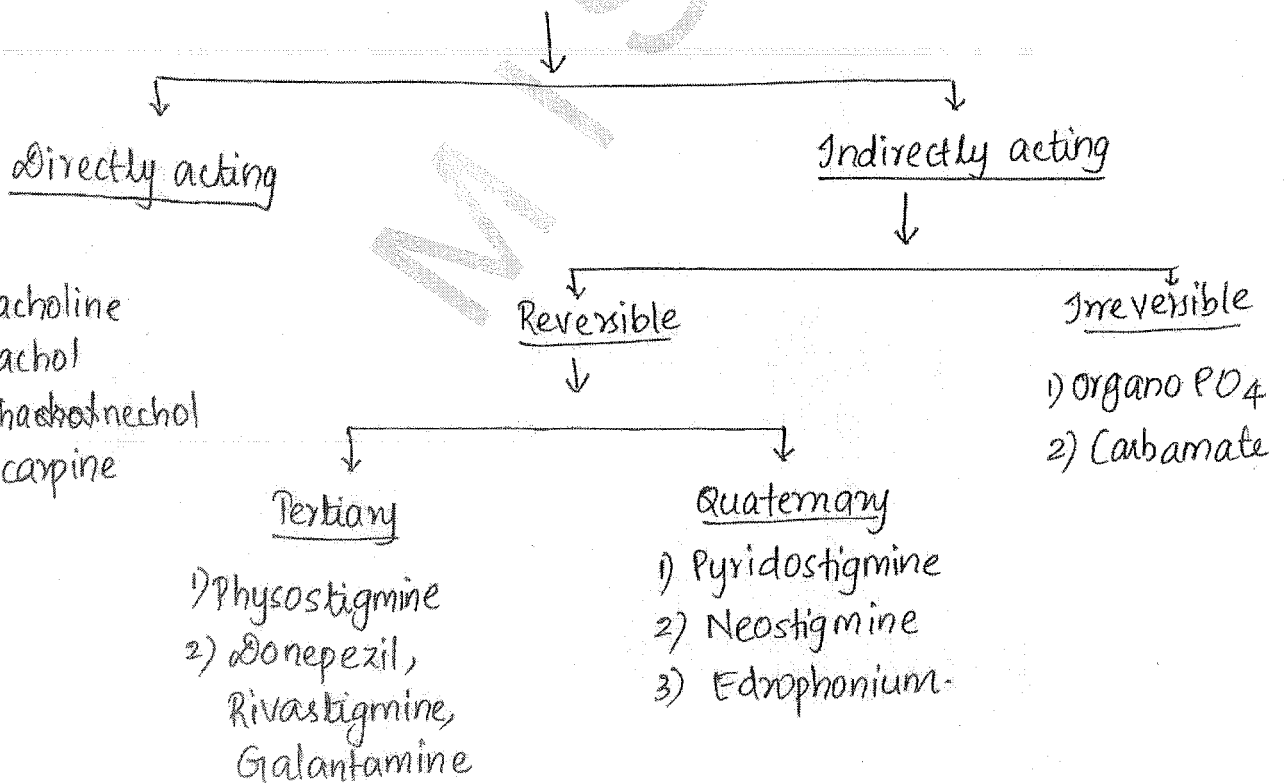 Directly acting
Indirectly acting
acholine
achol
nechol
carpine
Reversible
Irreversible
1) Organo PO4
2) Carbamate
Tertiary
1) Physostigmine
2) Donepezil,
Rivastigmine,
Galantamine
Quaternary
1) Pyridostigmine
2) Neostigmine
3) Edrophonium.